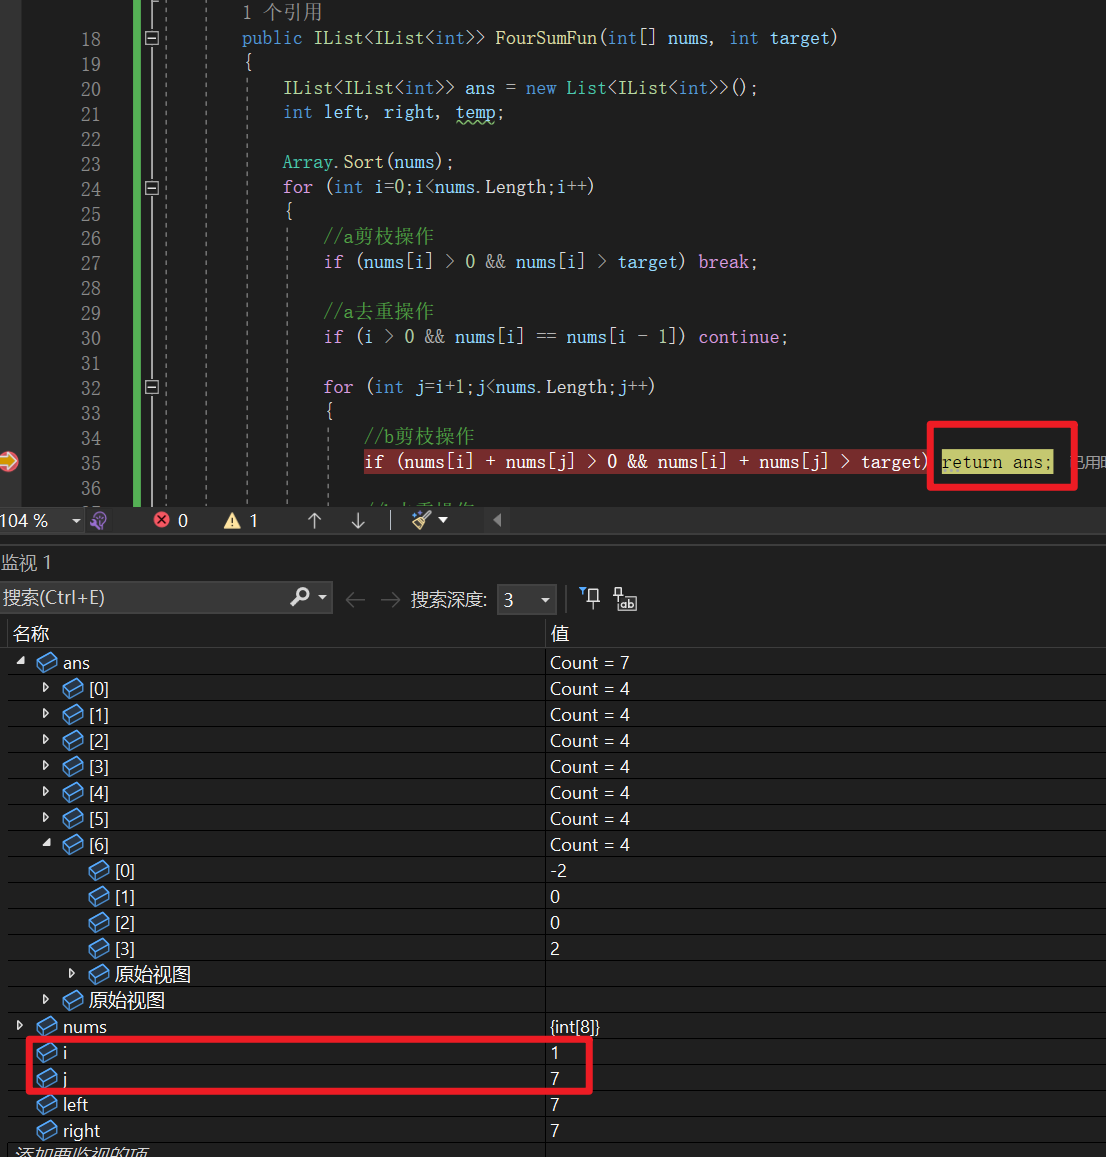 1 个引用
18 public IList<IList<int>> FourSumFun(int[] nums, int target)
19 {
20 IList<IList<int>> ans = new List<IList<int>>();
21 int left, right, temp;
22
23 Array.Sort(nums);
24 for (int i=0;i<nums.Length;i++)
25 {
26 //a剪枝操作
27 if (nums[i] > 0 && nums[i] > target) break;
28
29 //a去重操作
30 if (i > 0 && nums[i] == nums[i - 1]) continue;
31
32 for (int j=i+1;j<nums.Length;j++)
33 {
34 //b剪枝操作
35 if (nums[i] + nums[j] > 0 && nums[i] + nums[j] > target) return ans; 已用时
36
104 % 0 1
监视 1
搜索(Ctrl+E) 搜索深度: 3
名称 值
ans Count = 7
[0] Count = 4
[1] Count = 4
[2] Count = 4
[3] Count = 4
[4] Count = 4
[5] Count = 4
[6] Count = 4
[0] -2
[1] 0
[2] 0
[3] 2
原始视图
原始视图
nums {int[8]}
i 1
j 7
left 7
right 7
添加要监视的项